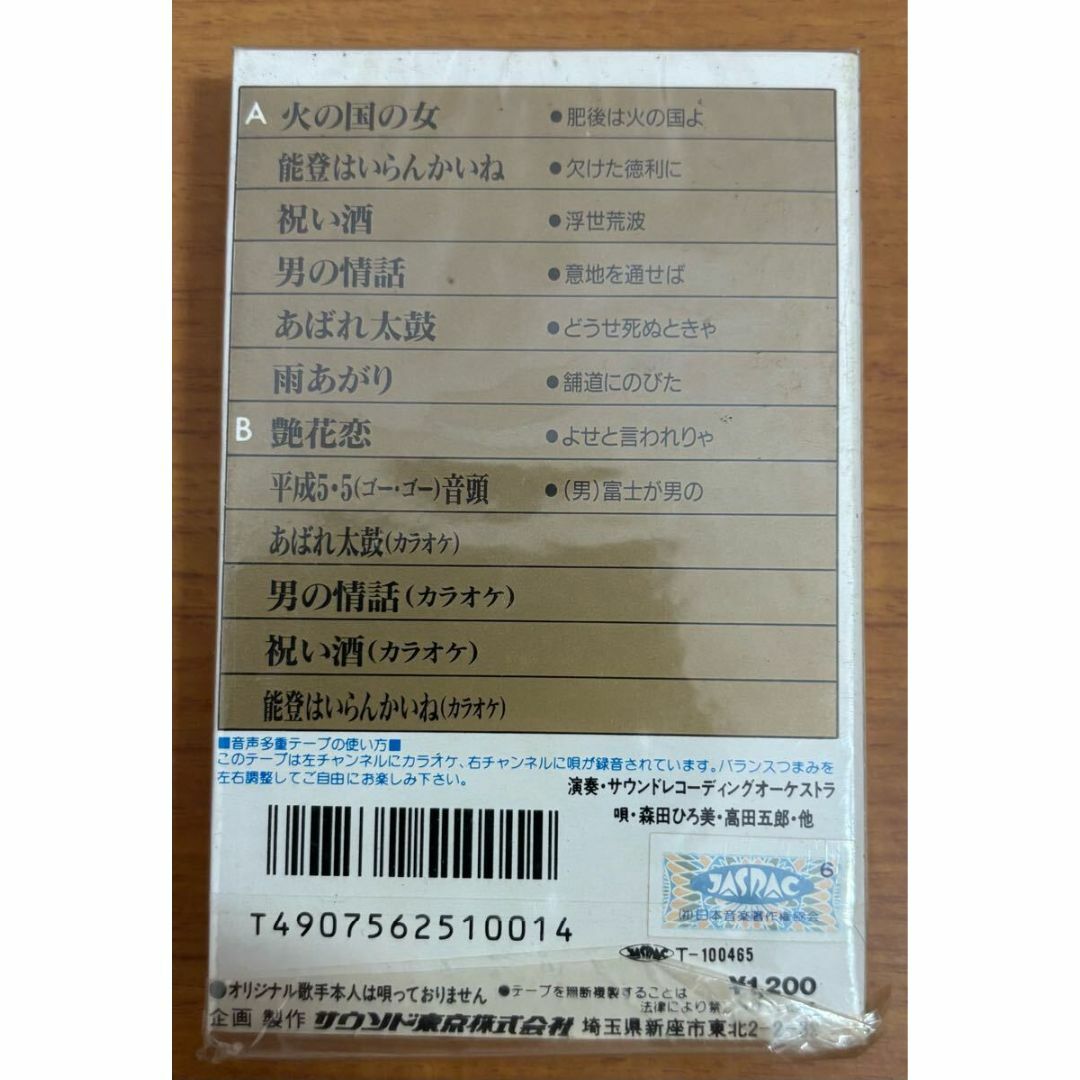 A 火の国の女 ●肥後は火の国よ
能登はいらんかいね ●欠けた徳利に
祝い酒 ●浮世荒波
男の情話 ●意地を通せば
あばれ太鼓 ●どうせ死ぬときゃ
雨あがり ●舗道にのびた
B 艶花恋 ●よせと言われりゃ
平成5・5(ゴー・ゴー)音頭 ●(男)富士が男の
あばれ太鼓(カラオケ)
男の情話(カラオケ)
祝い酒(カラオケ)
能登はいらんかいね(カラオケ)
■音声多重テープの使い方■
このテープは左チャンネルにカラオケ、右チャンネルに唄が録音されています。バランスつまみを
左右調整してご自由にお楽しみ下さい。
演奏・サウンドレコーディングオーケストラ
唄・森田ひろ美・高田五郎・他
6
JASRAC
㈳日本音楽著作権協会
T4907562510014
JASRAC T-100465
¥1,200
●オリジナル歌手本人は唄っておりません
●テープを無断複製することは
法律により禁
企画 製作 サウンド東京株式会社 埼玉県新座市東北2-2-